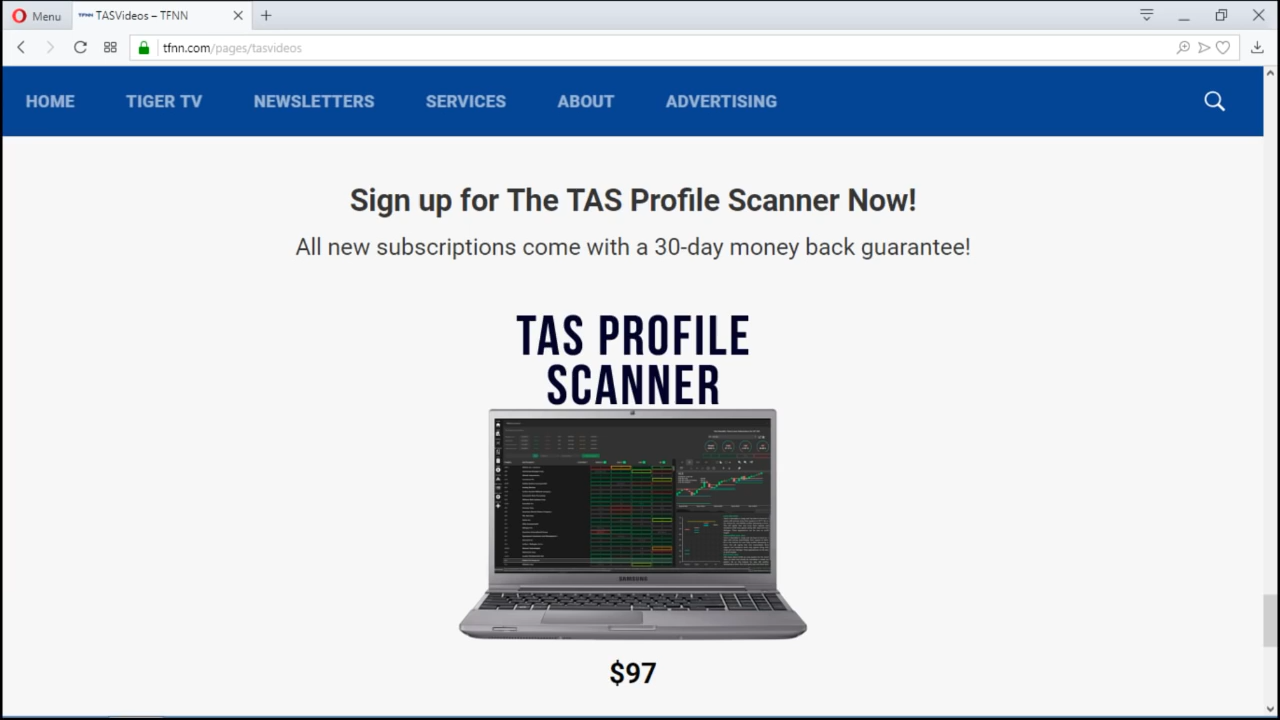 Menu
TFNN TASVideos – TFNN
tfnn.com/pages/tasvideos
HOME TIGER TV NEWSLETTERS SERVICES ABOUT ADVERTISING
Sign up for The TAS Profile Scanner Now!
All new subscriptions come with a 30-day money back guarantee!
TAS PROFILE
SCANNER
SAMSUNG
$97